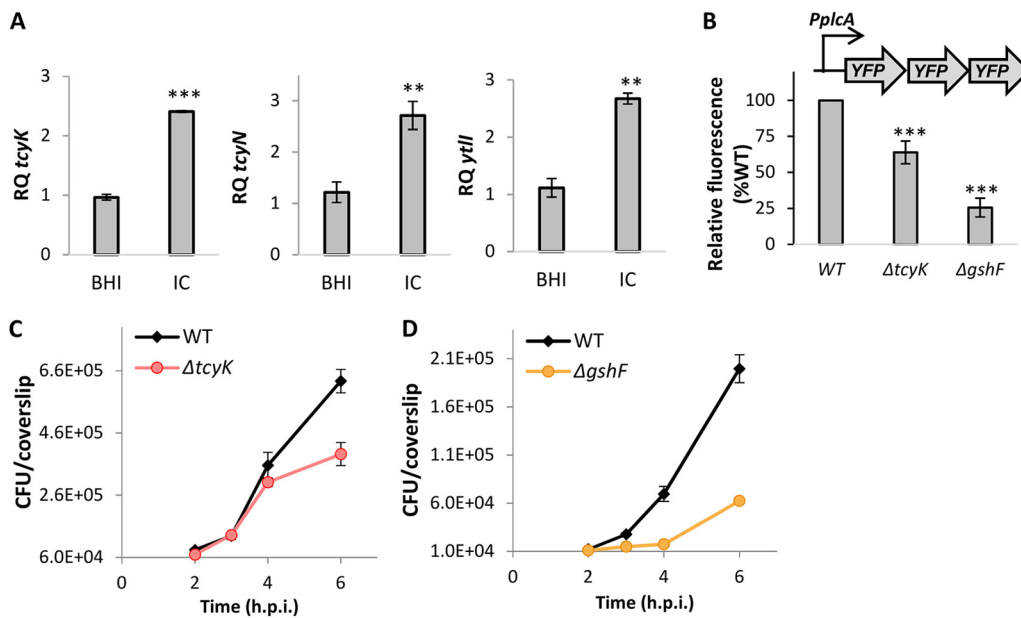 A
RQ tcyK
3
2
1
0
***
BHI
IC
RQ tcyN
3
2
1
0
**
BHI
IC
RQ ytlI
3
2
1
0
**
BHI
IC
B
PplcA
YFP
YFP
YFP
Relative fluorescence
(%WT)
100
75
50
25
0
***
***
WT
ΔtcyK
ΔgshF
C
WT
ΔtcyK
CFU/coverslip
6.6E+05
4.6E+05
2.6E+05
6.0E+04
0
2
4
6
Time (h.p.i.)
D
WT
ΔgshF
CFU/coverslip
2.1E+05
1.6E+05
1.1E+05
6.0E+04
1.0E+04
0
2
4
6
Time (h.p.i.)